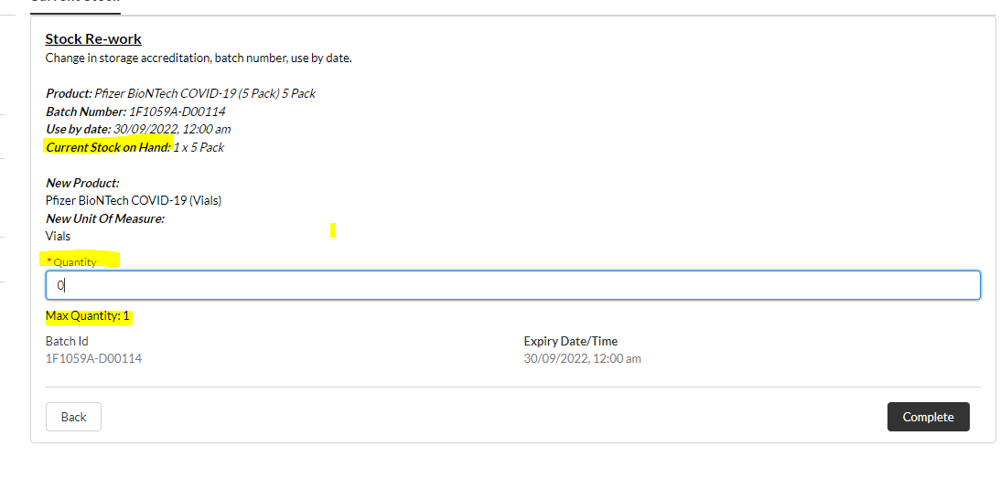 Current Stock
Stock Re-work
Change in storage accreditation, batch number, use by date.
Product: Pfizer BioNTech COVID-19 (5 Pack) 5 Pack
Batch Number: 1F1059A-D00114
Use by date: 30/09/2022, 12:00 am
Current Stock on Hand: 1 x 5 Pack
New Product:
Pfizer BioNTech COVID-19 (Vials)
New Unit Of Measure:
Vials
* Quantity
0
Max Quantity: 1
Batch Id
1F1059A-D00114
Expiry Date/Time
30/09/2022, 12:00 am
Back
Complete